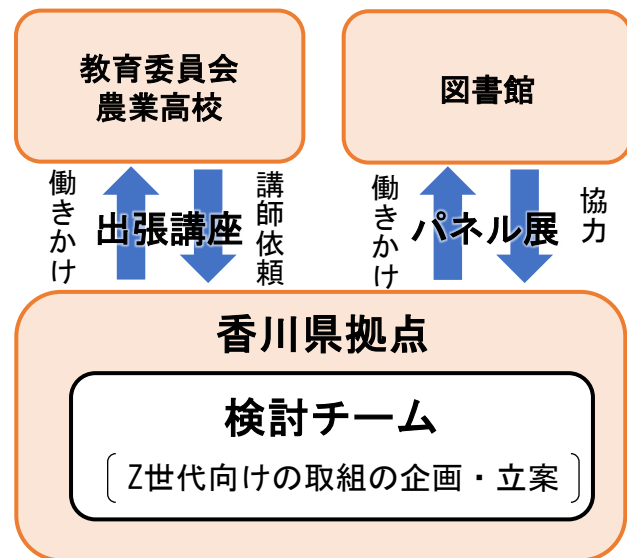 教育委員会
農業高校
図書館
働きかけ
出張講座
講師依頼
働きかけ
パネル展
協力
香川県拠点
検討チーム
Z世代向けの取組の企画・立案